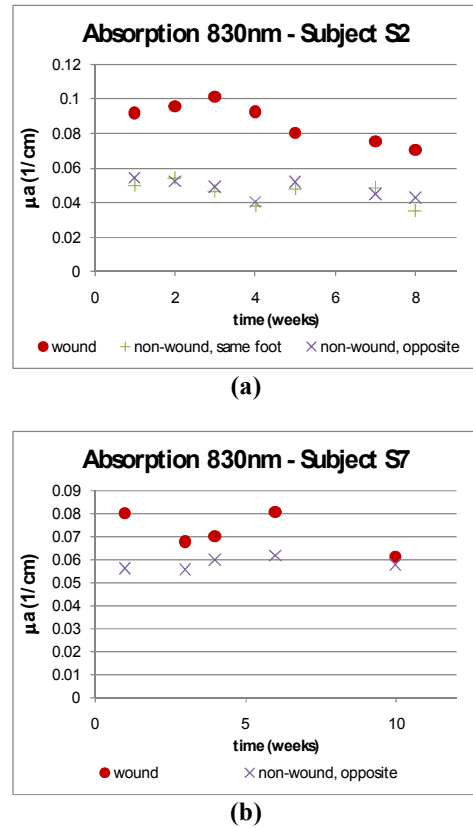 Absorption 830nm - Subject S2
0.12
0.1
0.08
0.06
0.04
0.02
0
μa (1/cm)
0 2 4 6 8
time (weeks)
wound non-wound, same foot non-wound, opposite
(a)
Absorption 830nm - Subject S7
0.09
0.08
0.07
0.06
0.05
0.04
0.03
0.02
0.01
0
μa (1/cm)
0 5 10
time (weeks)
wound non-wound, opposite
(b)